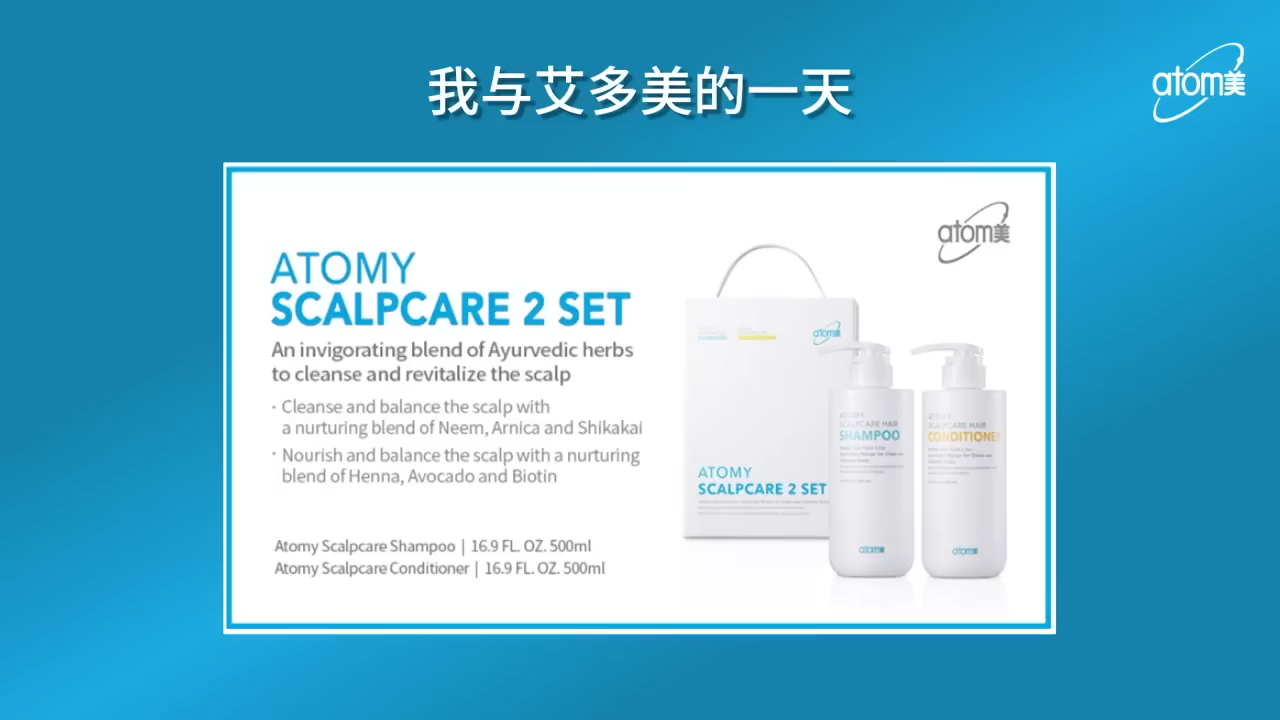 我与艾多美的一天
atom美
atom美
ATOMY
SCALPCARE 2 SET
An invigorating blend of Ayurvedic herbs
to cleanse and revitalize the scalp
· Cleanse and balance the scalp with
a nurturing blend of Neem, Arnica and Shikakai
· Nourish and balance the scalp with a nurturing
blend of Henna, Avocado and Biotin
Atomy Scalpcare Shampoo | 16.9 FL. OZ. 500ml
Atomy Scalpcare Conditioner | 16.9 FL. OZ. 500ml
atom美
ATOMY
SCALPCARE 2 SET
ATOMY
SCALPCARE HAIR
SHAMPOO
atom美
ATOMY
SCALPCARE HAIR
CONDITIONER
atom美